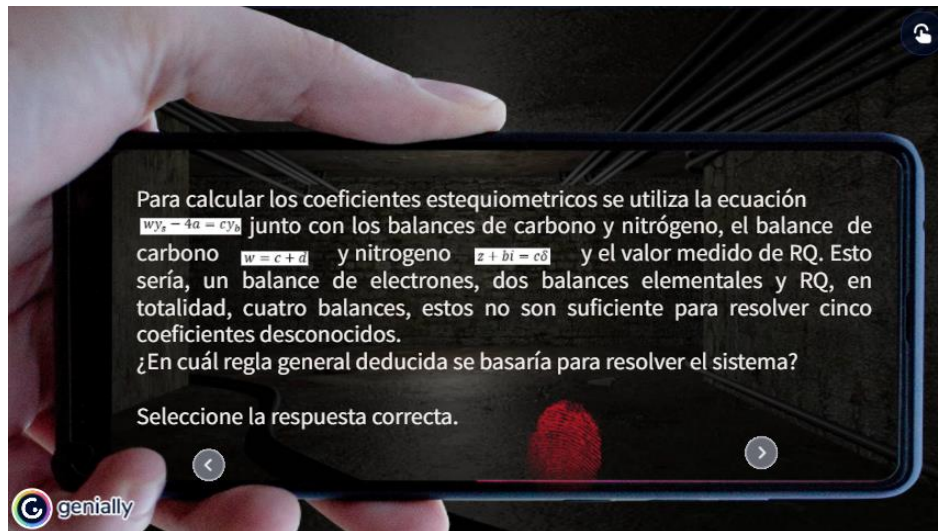 Para calcular los coeficientes estequiometricos se utiliza la ecuación
wyₛ − 4a = cy_b junto con los balances de carbono y nitrógeno, el balance de
carbono w = c + d y nitrogeno z + bi = cδ y el valor medido de RQ. Esto
sería, un balance de electrones, dos balances elementales y RQ, en
totalidad, cuatro balances, estos no son suficiente para resolver cinco
coeficientes desconocidos.
¿En cuál regla general deducida se basaría para resolver el sistema?
Seleccione la respuesta correcta.
genially